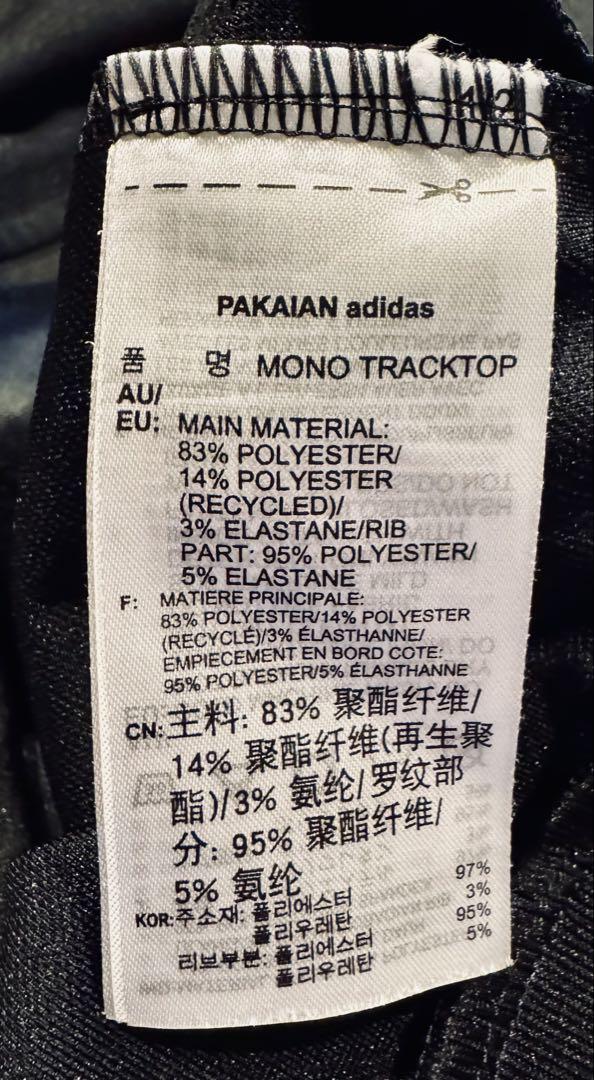 42
PAKAIAN adidas
품 명 MONO TRACKTOP
AU/
EU: MAIN MATERIAL:
83% POLYESTER/
14% POLYESTER
(RECYCLED)/
3% ELASTANE/RIB
PART: 95% POLYESTER/
5% ELASTANE
F: MATIERE PRINCIPALE:
83% POLYESTER/14% POLYESTER
(RECYCLÉ)/3% ÉLASTHANNE/
EMPIECEMENT EN BORD COTE:
95% POLYESTER/5% ÉLASTHANNE
CN: 主料: 83% 聚酯纤维/
14% 聚酯纤维(再生聚
酯)/3% 氨纶/罗纹部
分: 95% 聚酯纤维/
5% 氨纶
KOR: 주소재: 폴리에스터 97%
폴리우레탄 3%
리브부분: 폴리에스터 95%
폴리우레탄 5%